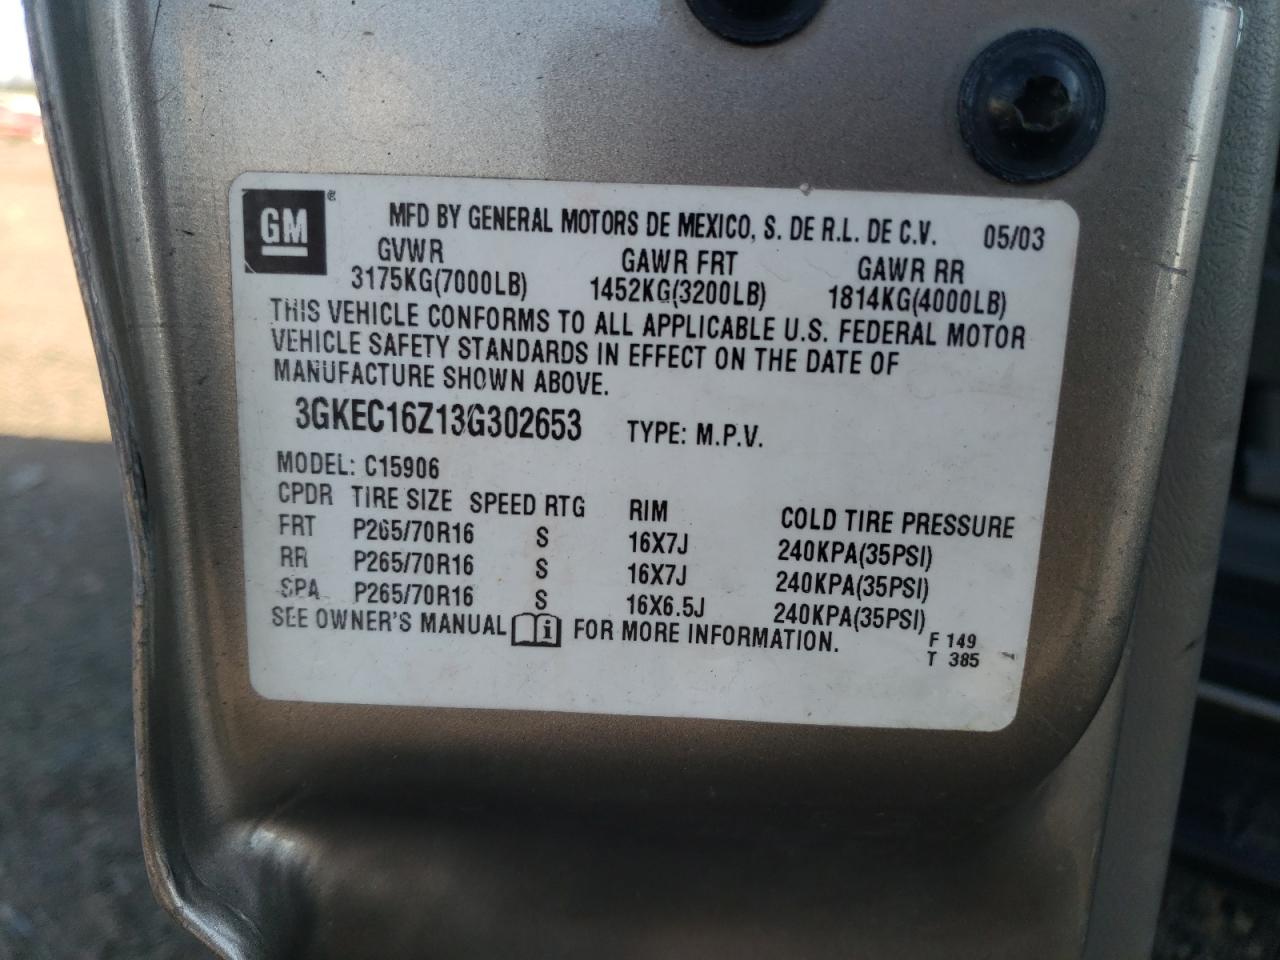 GM ®
MFD BY GENERAL MOTORS DE MEXICO, S. DE R.L. DE C.V. 05/03
GVWR GAWR FRT GAWR RR
3175KG(7000LB) 1452KG(3200LB) 1814KG(4000LB)
THIS VEHICLE CONFORMS TO ALL APPLICABLE U.S. FEDERAL MOTOR
VEHICLE SAFETY STANDARDS IN EFFECT ON THE DATE OF
MANUFACTURE SHOWN ABOVE.
3GKEC16Z13G302653 TYPE: M.P.V.
MODEL: C15906
CPDR TIRE SIZE SPEED RTG RIM COLD TIRE PRESSURE
FRT P265/70R16 S 16X7J 240KPA(35PSI)
RR P265/70R16 S 16X7J 240KPA(35PSI)
SPA P265/70R16 S 16X6.5J 240KPA(35PSI)
SEE OWNER'S MANUAL i FOR MORE INFORMATION.
F 149
T 385